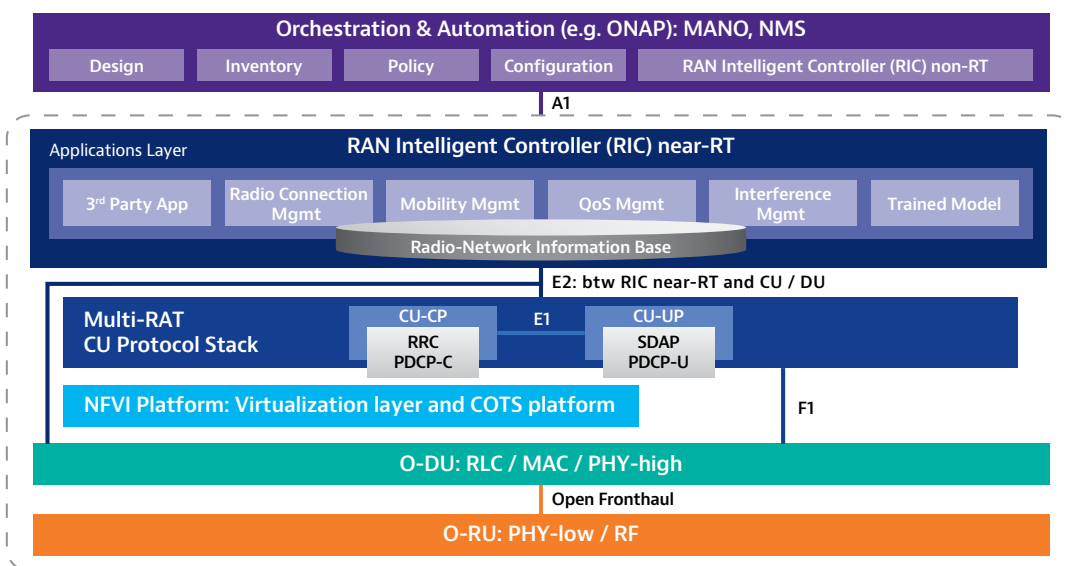 Orchestration & Automation (e.g. ONAP): MANO, NMS
Design
Inventory
Policy
Configuration
RAN Intelligent Controller (RIC) non-RT
A1
Applications Layer
RAN Intelligent Controller (RIC) near-RT
3rd Party App
Radio Connection
Mgmt
Mobility Mgmt
QoS Mgmt
Interference
Mgmt
Trained Model
Radio-Network Information Base
E2: btw RIC near-RT and CU / DU
Multi-RAT
CU Protocol Stack
CU-CP
RRC
PDCP-C
E1
CU-UP
SDAP
PDCP-U
NFVI Platform: Virtualization layer and COTS platform
F1
O-DU: RLC / MAC / PHY-high
Open Fronthaul
O-RU: PHY-low / RF